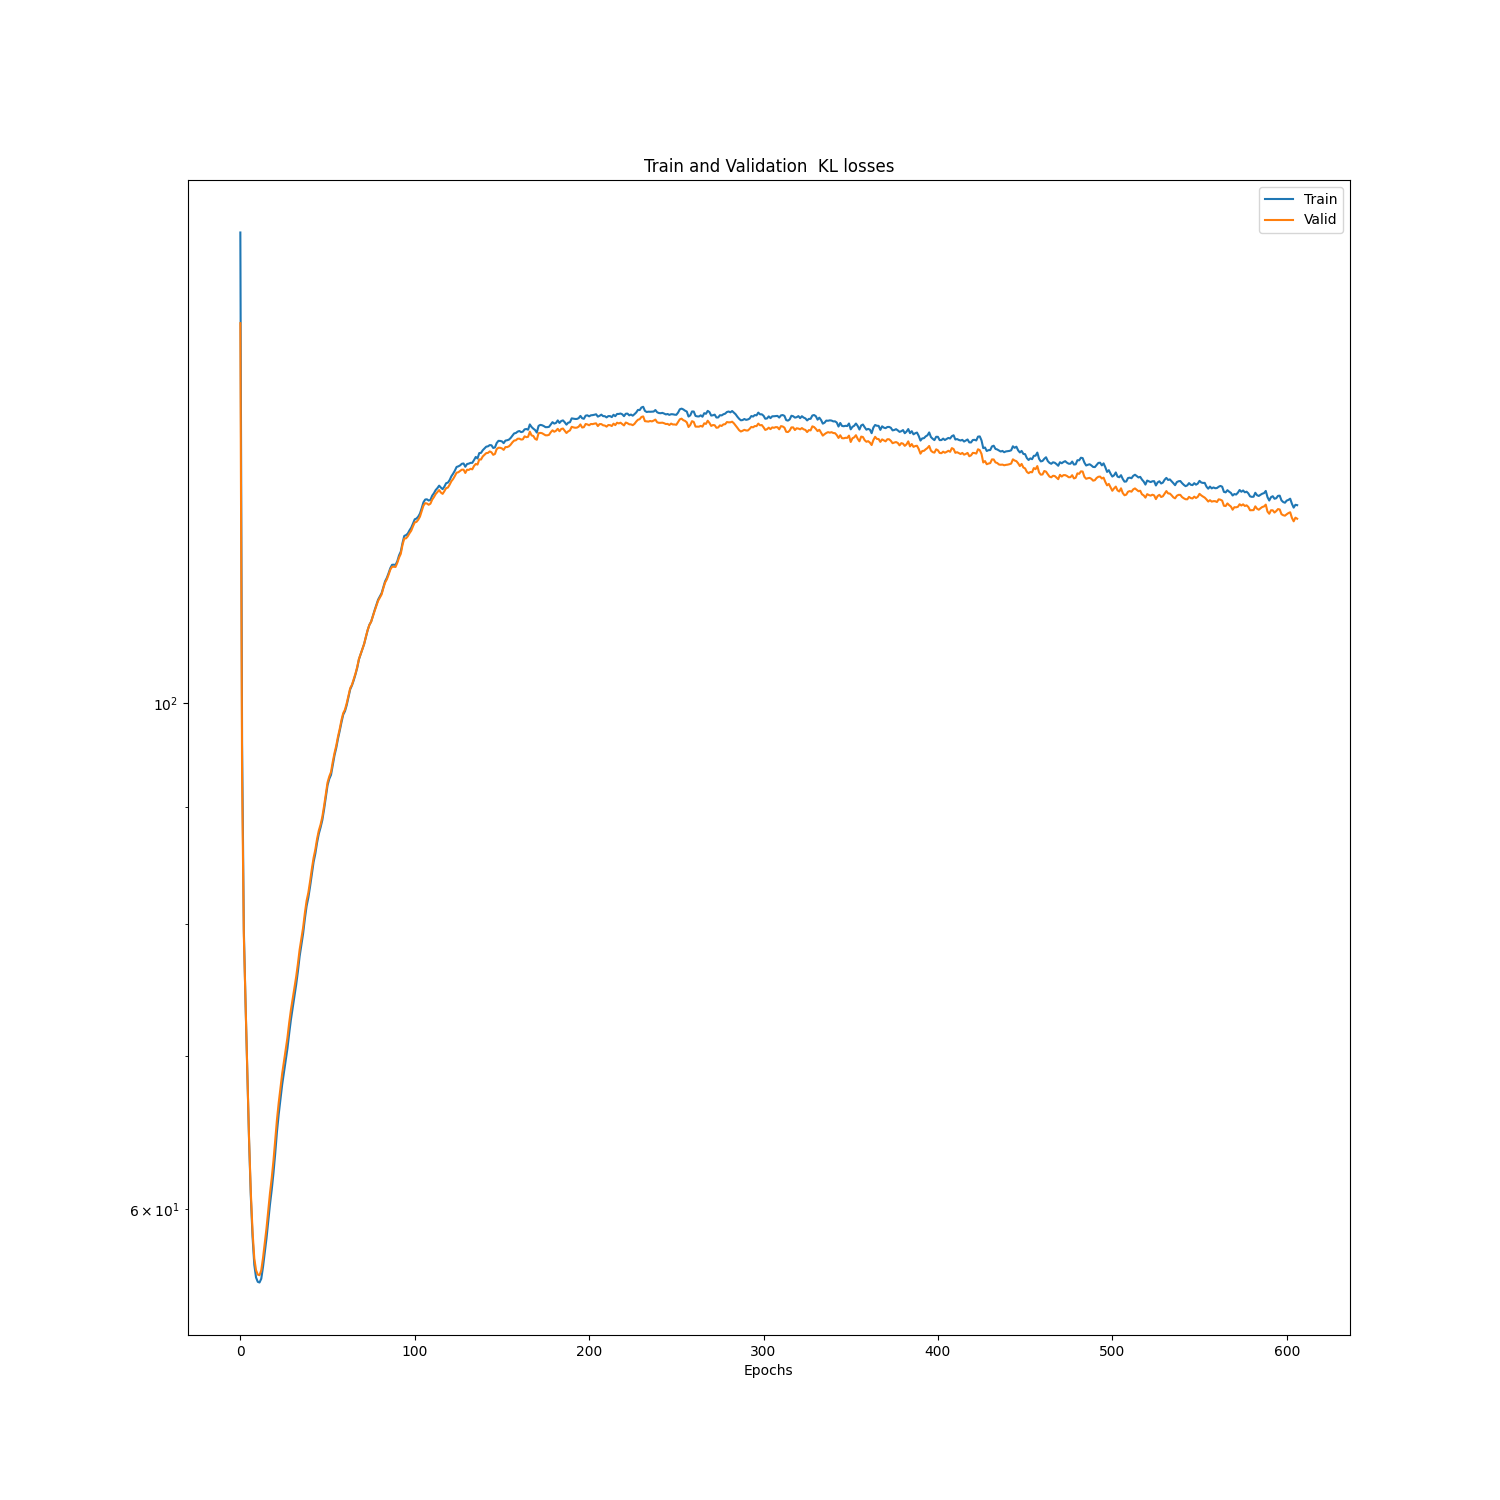 Train and Validation  KL losses
Train
Valid
10²
6 × 10¹
0 100 200 300 400 500 600
Epochs